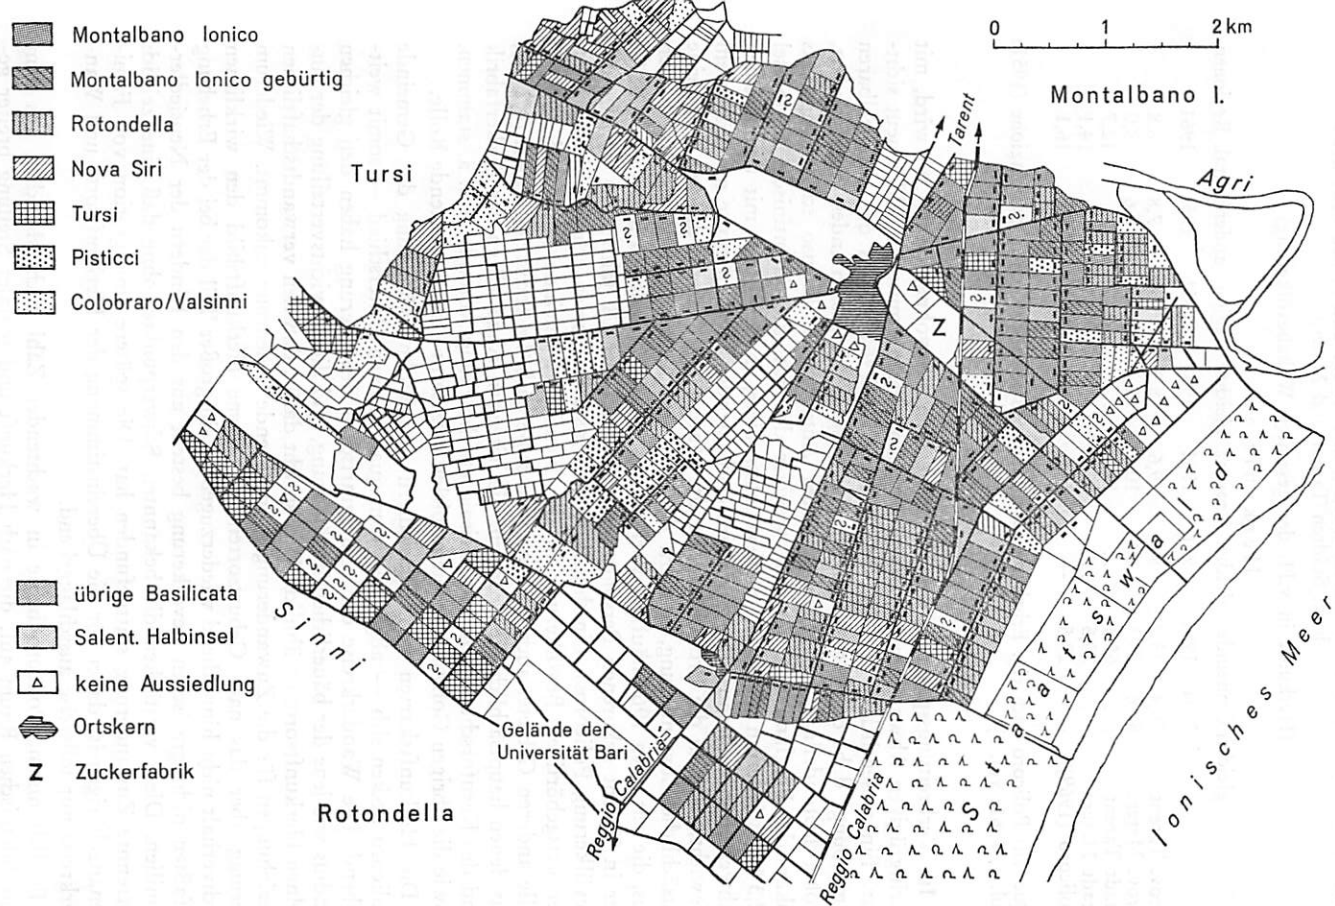 Montalbano Ionico
Montalbano Ionico gebürtig
Rotondella
Nova Siri
Tursi
Pisticci
Colobraro/Valsinni
übrige Basilicata
Salent. Halbinsel
keine Aussiedlung
Ortskern
Z Zuckerfabrik
0 1 2 km
Montalbano I.
Tarent
Agri
Tursi
Z
Sinni
Gelände der
Universität Bari
Rotondella
Reggio Calabria
Reggio Calabria
Staatswald
Ionisches Meer